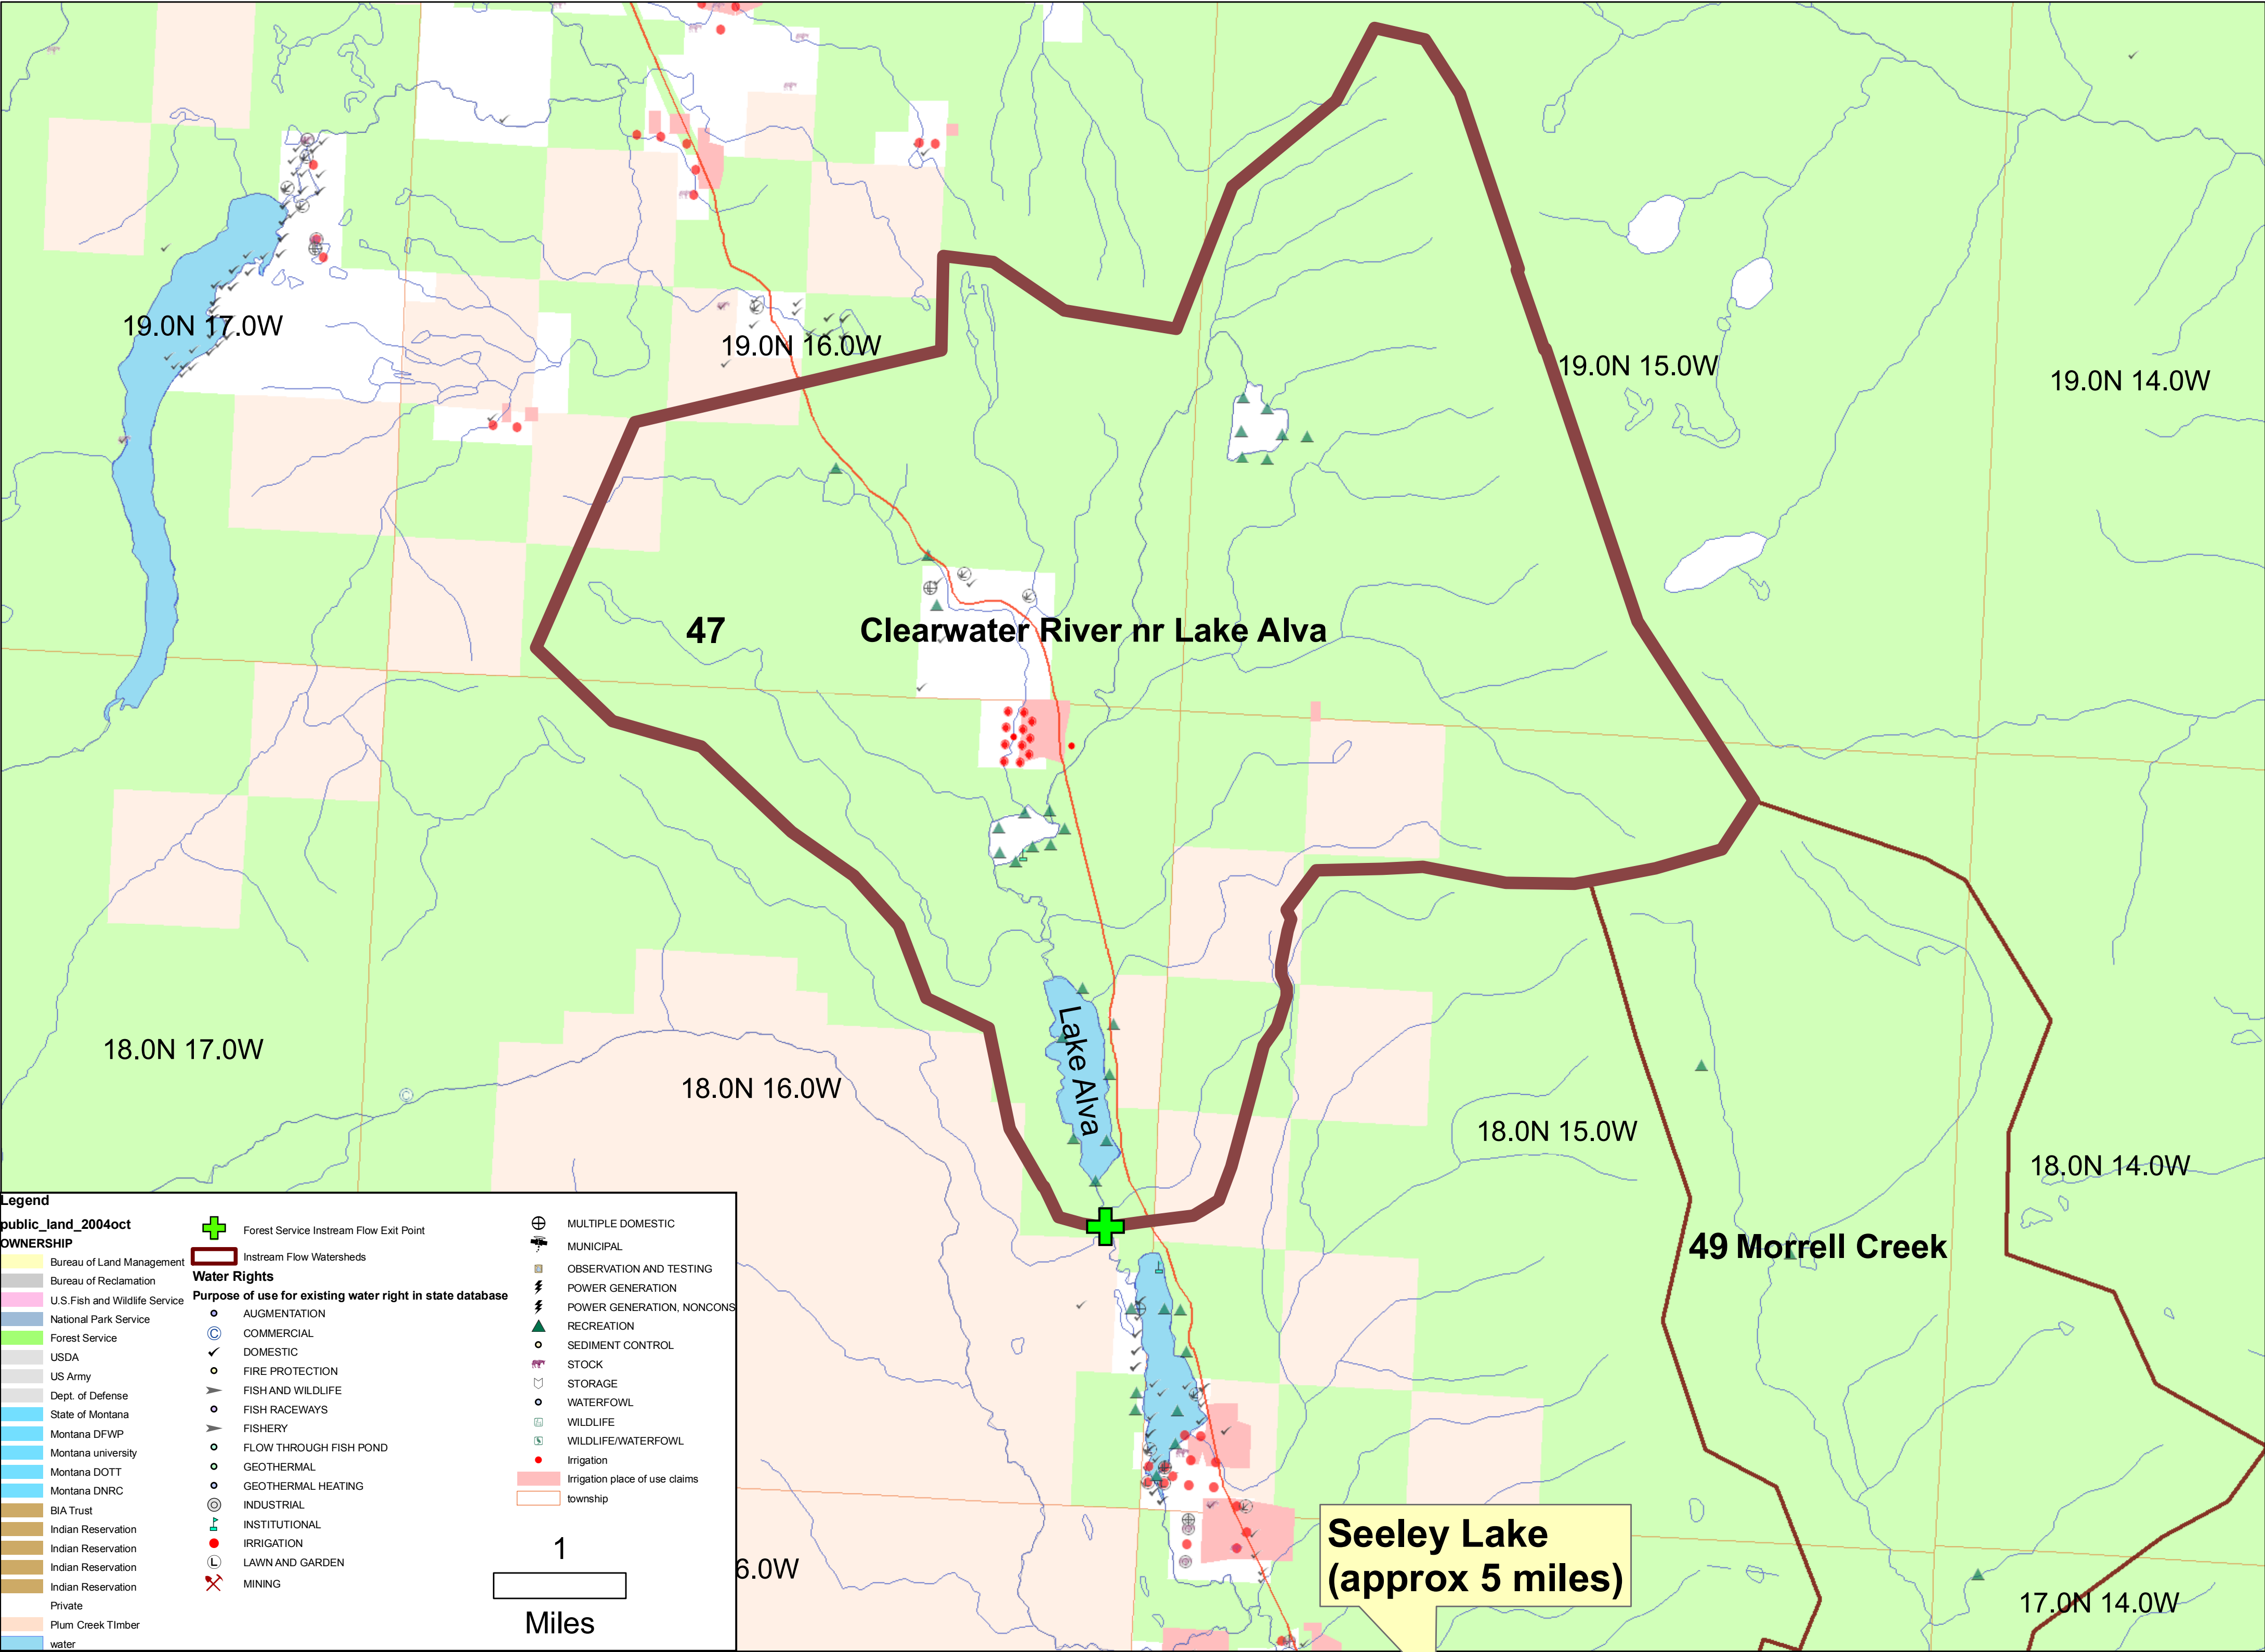 19.0N 17.0W
19.0N 16.0W
19.0N 15.0W
19.0N 14.0W
47
Clearwater River nr Lake Alva
Lake Alva
18.0N 17.0W
18.0N 16.0W
18.0N 15.0W
18.0N 14.0W
49 Morrell Creek
6.0W
Seeley Lake
(approx 5 miles)
17.0N 14.0W
Legend
public_land_2004oct
OWNERSHIP
Bureau of Land Management
Bureau of Reclamation
U.S.Fish and Wildlife Service
National Park Service
Forest Service
USDA
US Army
Dept. of Defense
State of Montana
Montana DFWP
Montana university
Montana DOTT
Montana DNRC
BIA Trust
Indian Reservation
Indian Reservation
Indian Reservation
Indian Reservation
Private
Plum Creek TImber
water
Forest Service Instream Flow Exit Point
Instream Flow Watersheds
Water Rights
Purpose of use for existing water right in state database
AUGMENTATION
C COMMERCIAL
DOMESTIC
FIRE PROTECTION
FISH AND WILDLIFE
FISH RACEWAYS
FISHERY
FLOW THROUGH FISH POND
GEOTHERMAL
GEOTHERMAL HEATING
INDUSTRIAL
INSTITUTIONAL
IRRIGATION
L LAWN AND GARDEN
MINING
MULTIPLE DOMESTIC
MUNICIPAL
OBSERVATION AND TESTING
POWER GENERATION
POWER GENERATION, NONCONS
RECREATION
SEDIMENT CONTROL
STOCK
STORAGE
WATERFOWL
WILDLIFE
WILDLIFE/WATERFOWL
Irrigation
Irrigation place of use claims
township
1
Miles